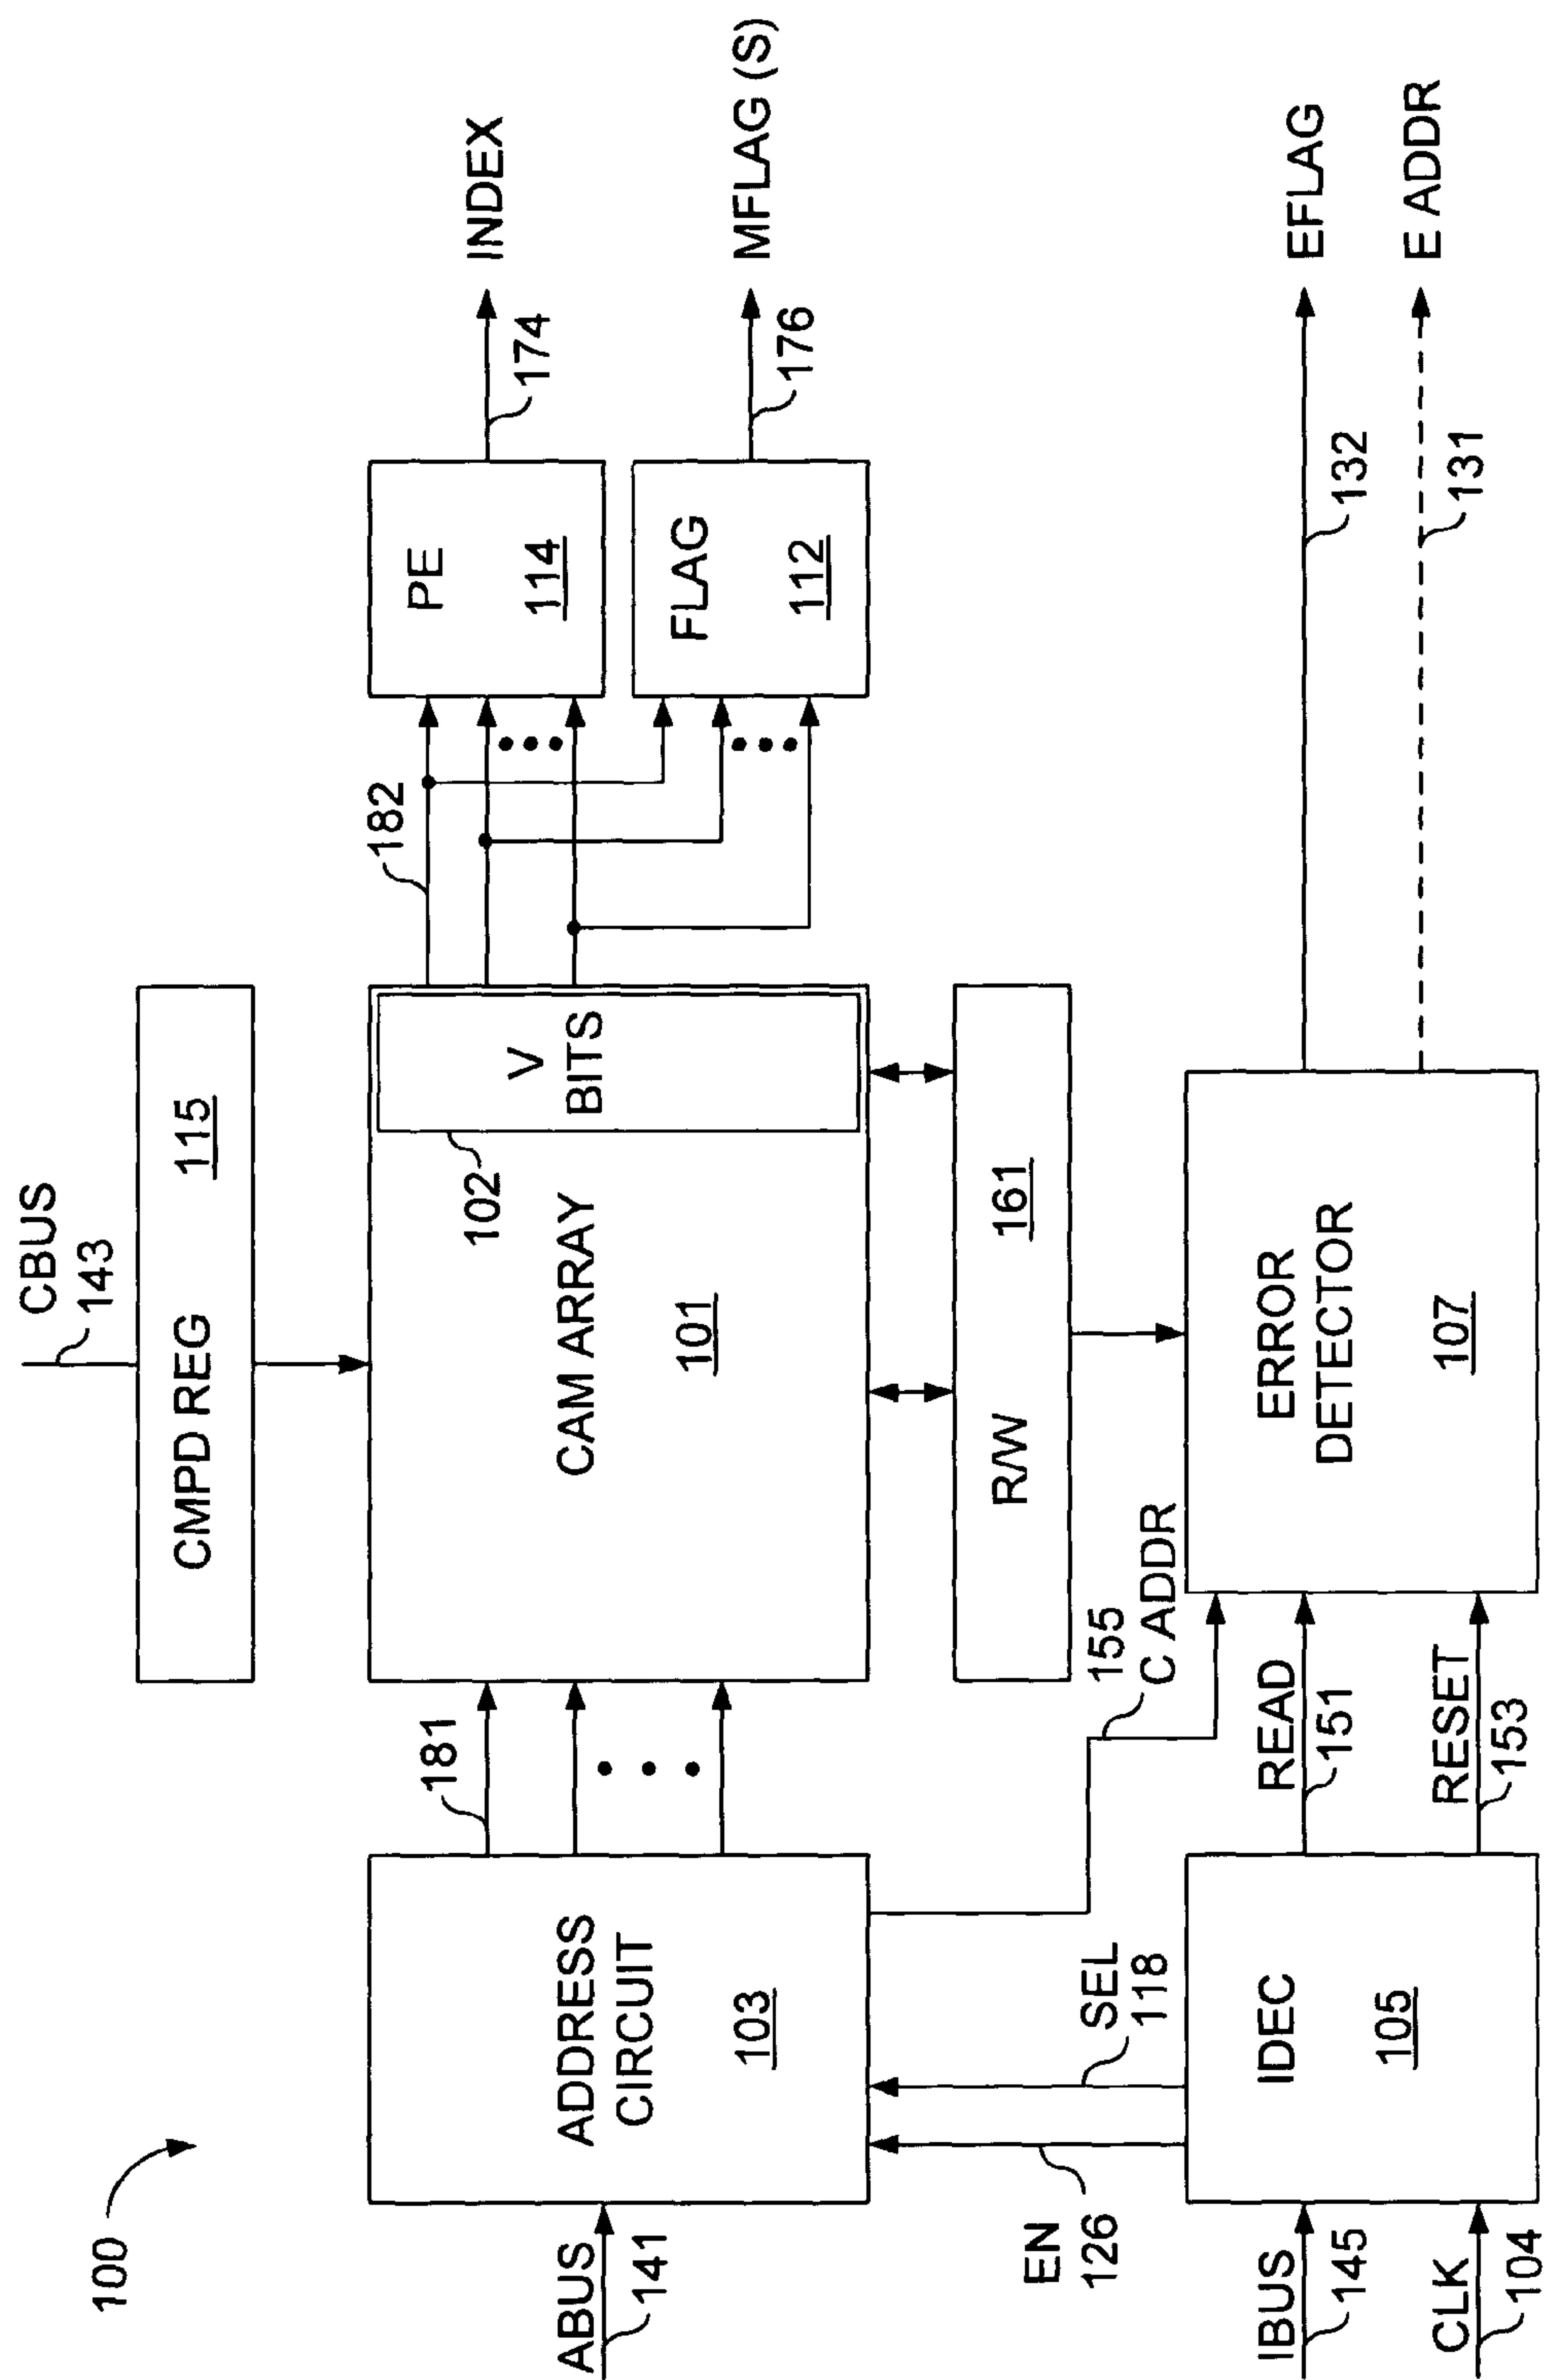 100
CBUS
143
CMPD REG
115
ABUS
141
ADDRESS
CIRCUIT
103
181
CAM ARRAY
101
V
BITS
102
182
PE
114
174
INDEX
FLAG
112
176
MFLAG (S)
R/W
161
EN
126
SEL
118
155
C ADDR
IBUS
145
CLK
104
IDEC
105
READ
151
RESET
153
ERROR
DETECTOR
107
132
EFLAG
131
E ADDR